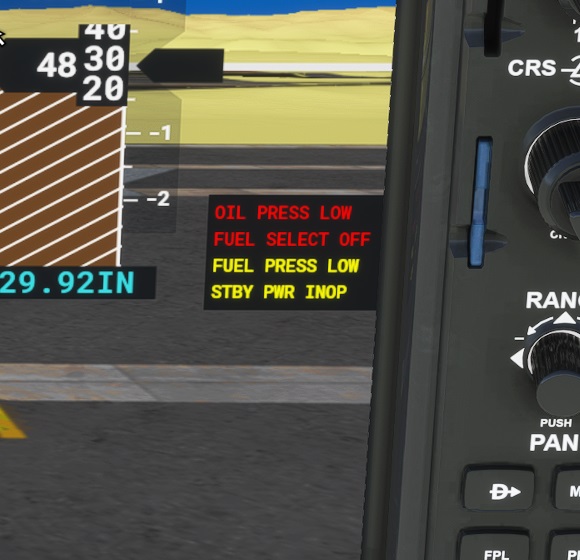 40
48 30
20
-1
-2
29.92IN
OIL PRESS LOW
FUEL SELECT OFF
FUEL PRESS LOW
STBY PWR INOP
CRS
PUSH
PAN
FPL